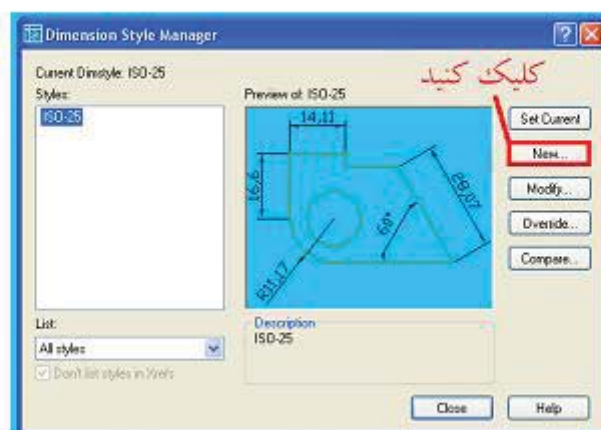 Dimension Style Manager
Current Dimstyle: ISO-25
کلیک کنید
Styles:
Preview of: ISO-25
ISO-25
Set Current
New...
Modify...
Override...
Compare...
14,11
16,6
28,07
60°
R11,17
List:
All styles
Don't list styles in Xrefs
Description
ISO-25
Close
Help